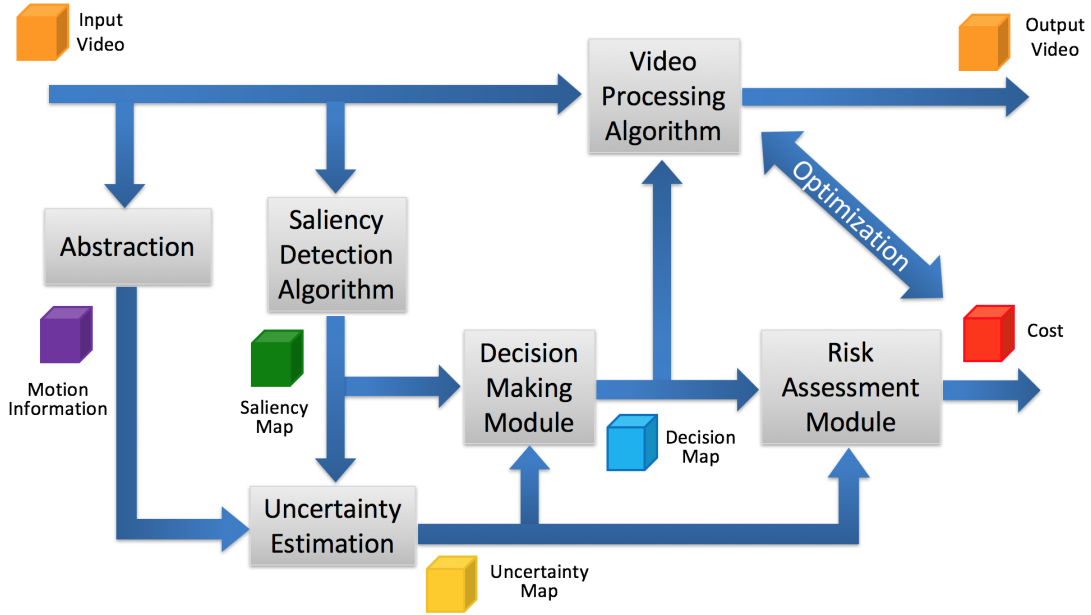 Input
Video
Output
Video
Video
Processing
Algorithm
Optimization
Abstraction
Saliency
Detection
Algorithm
Motion
Information
Saliency
Map
Decision
Making
Module
Decision
Map
Risk
Assessment
Module
Cost
Uncertainty
Estimation
Uncertainty
Map